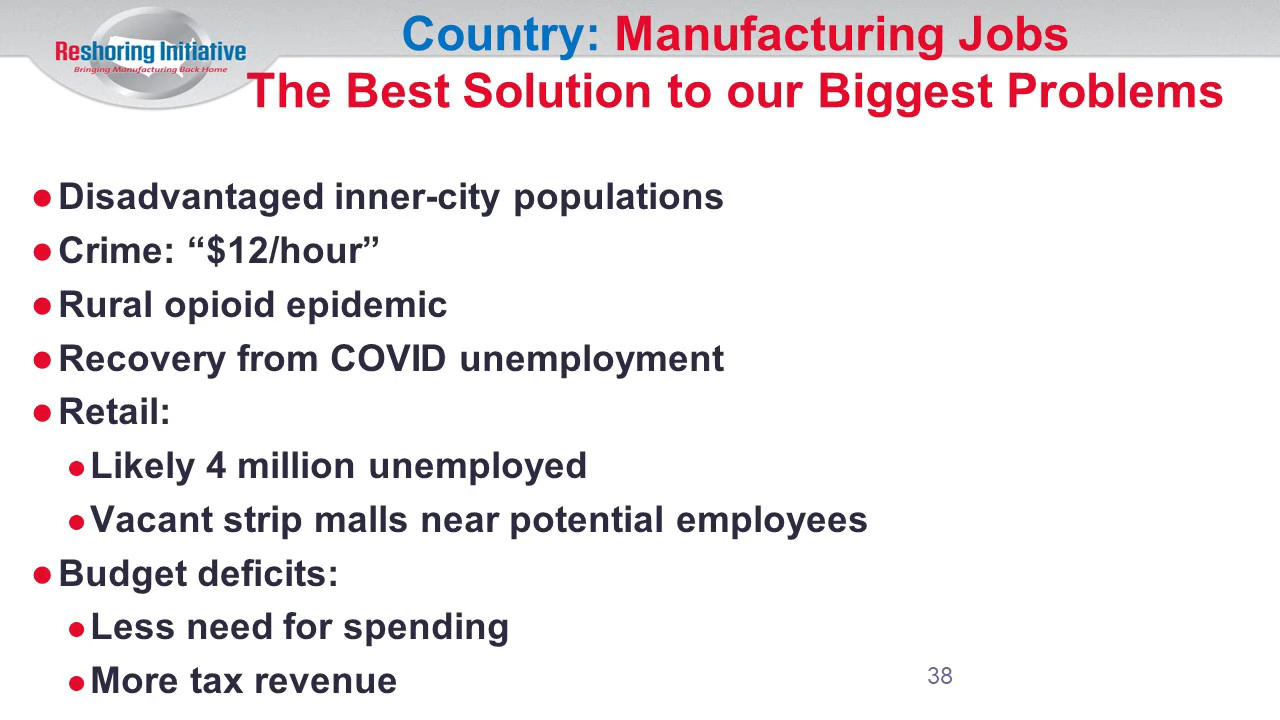 Reshoring Initiative
Bringing Manufacturing Back Home
Country: Manufacturing Jobs
The Best Solution to our Biggest Problems
● Disadvantaged inner-city populations
● Crime: “$12/hour”
● Rural opioid epidemic
● Recovery from COVID unemployment
● Retail:
● Likely 4 million unemployed
● Vacant strip malls near potential employees
● Budget deficits:
● Less need for spending
● More tax revenue
38